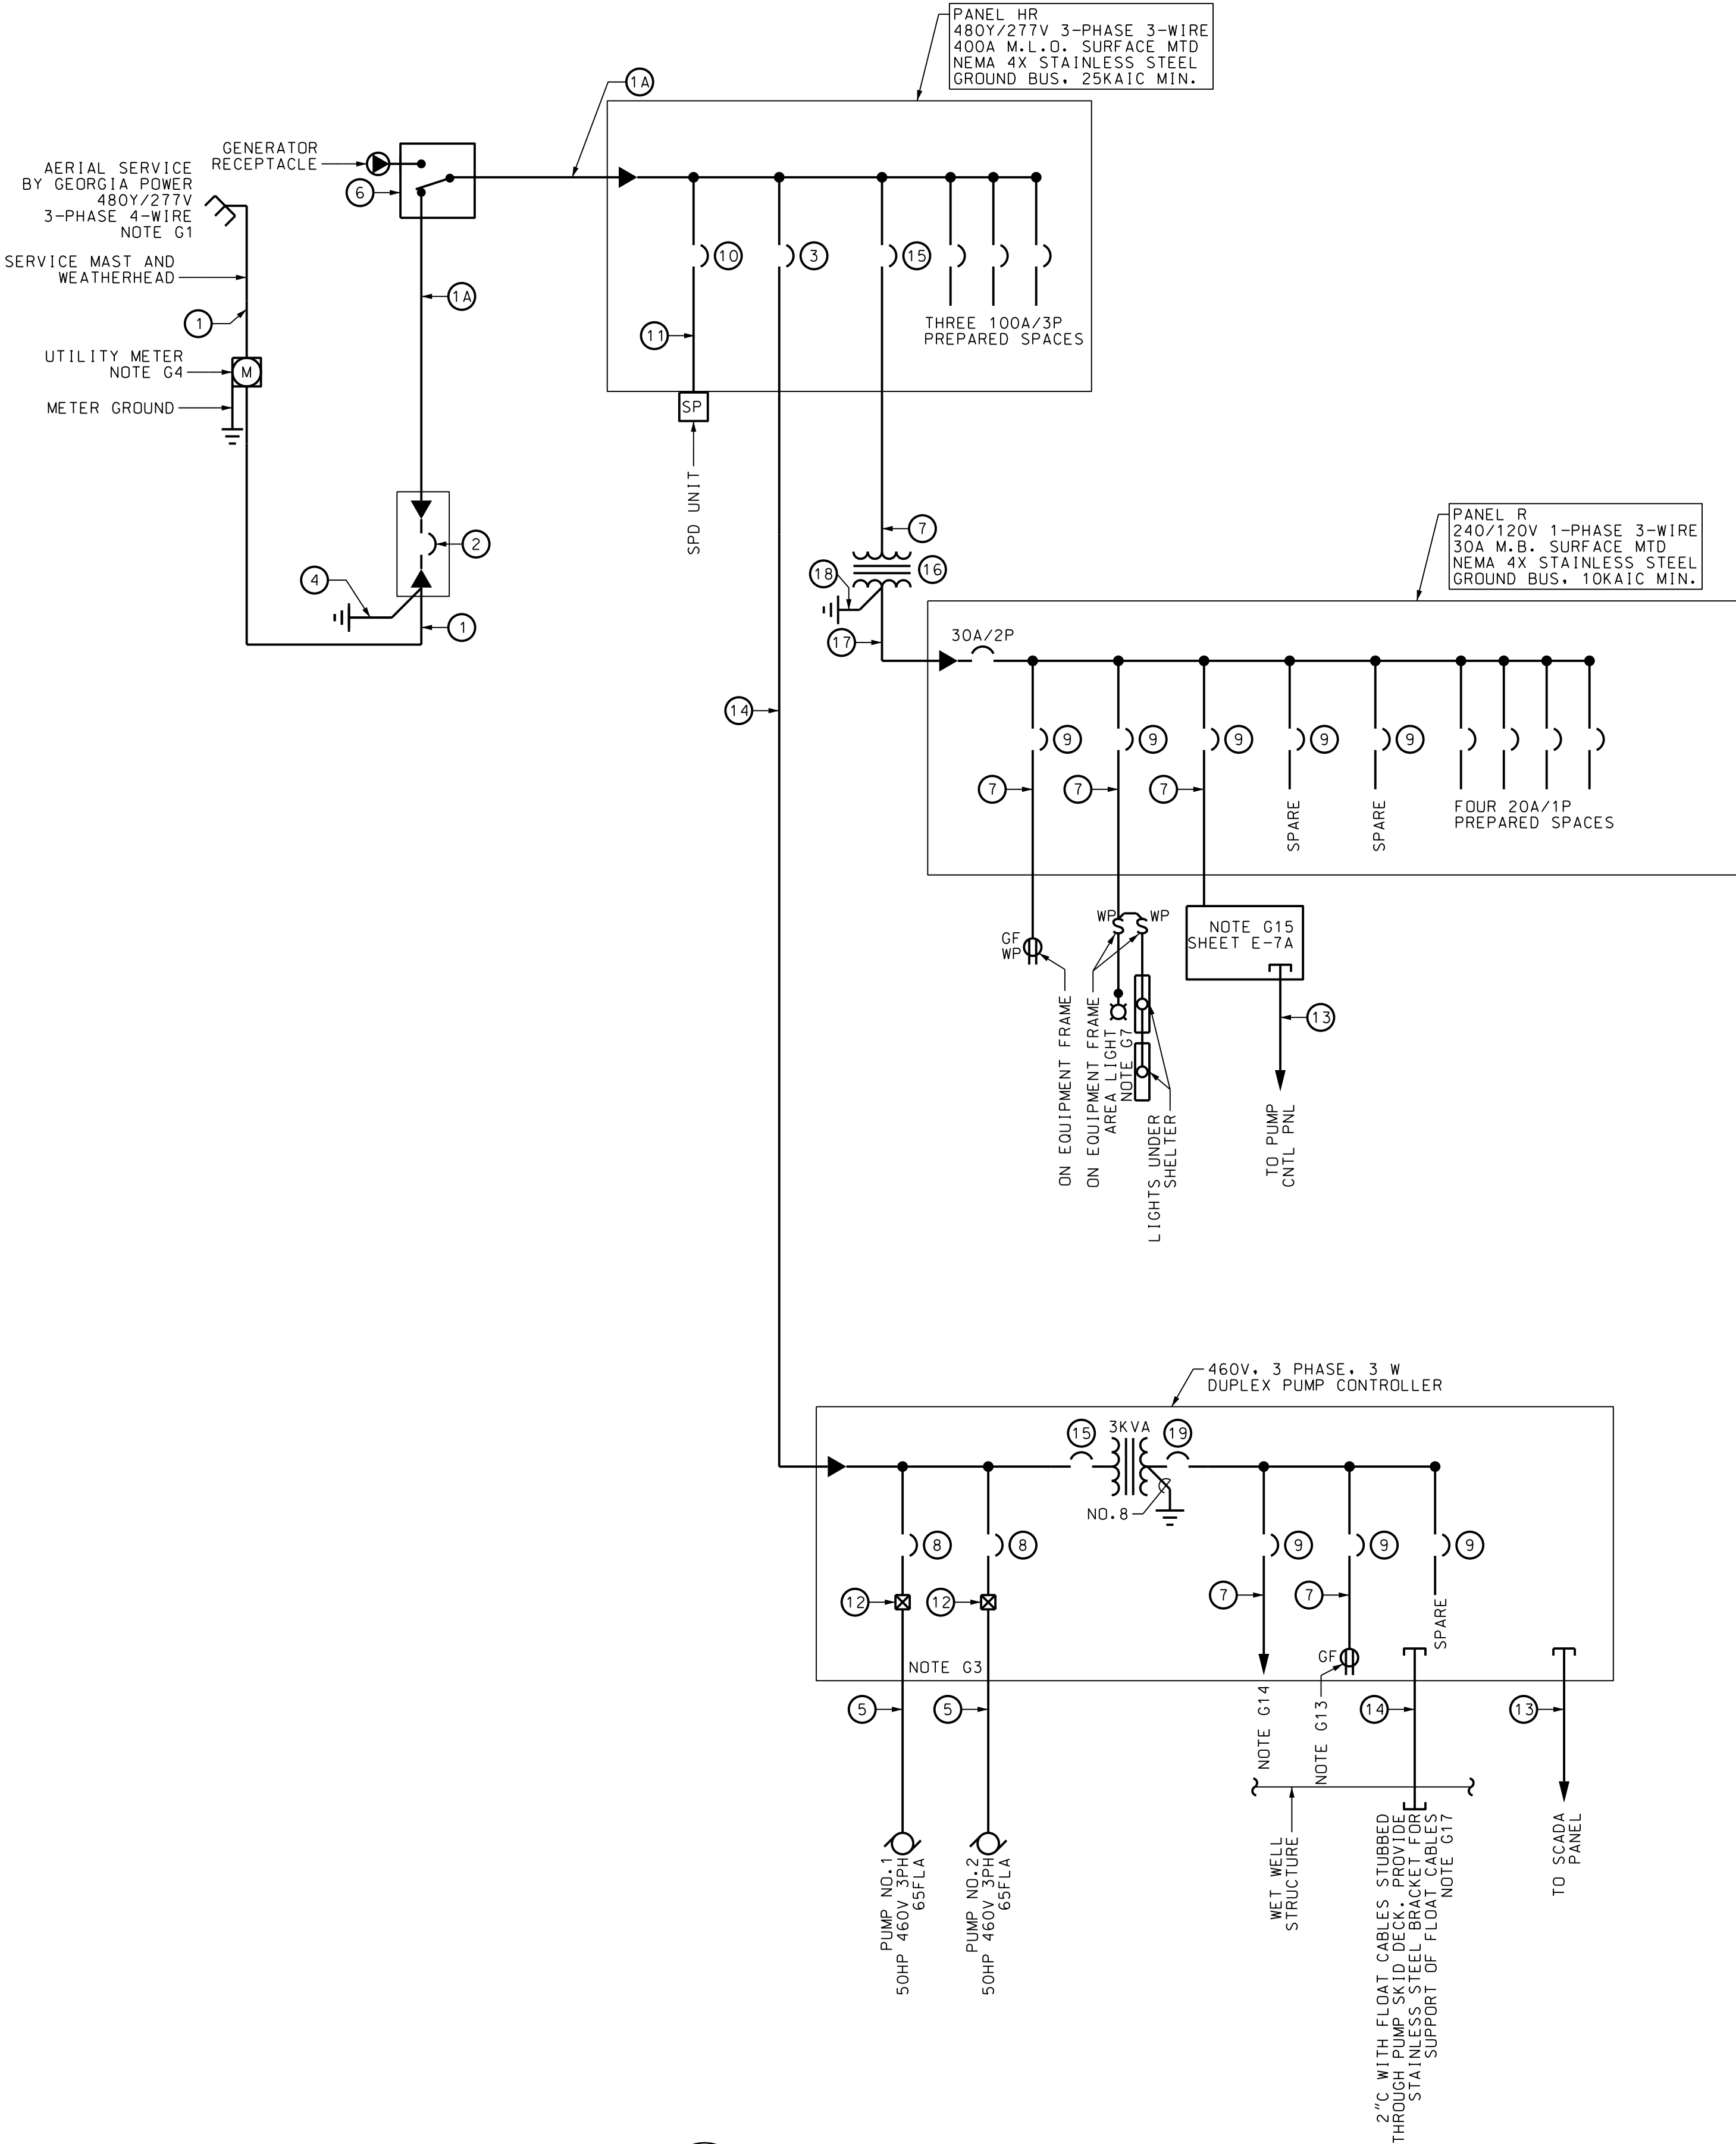 PANEL HR
480Y/277V 3-PHASE 3-WIRE
400A M.L.O. SURFACE MTD
NEMA 4X STAINLESS STEEL
GROUND BUS, 25KAIC MIN.
1A
GENERATOR
RECEPTACLE
6
AERIAL SERVICE
BY GEORGIA POWER
480Y/277V
3-PHASE 4-WIRE
NOTE G1
SERVICE MAST AND
WEATHERHEAD
1
UTILITY METER
NOTE G4
M
METER GROUND
1A
2
4
1
10
3
15
11
THREE 100A/3P
PREPARED SPACES
SP
SPD UNIT
7
16
18
17
14
PANEL R
240/120V 1-PHASE 3-WIRE
30A M.B. SURFACE MTD
NEMA 4X STAINLESS STEEL
GROUND BUS, 10KAIC MIN.
30A/2P
9
9
9
9
9
7
7
7
SPARE
SPARE
FOUR 20A/1P
PREPARED SPACES
GF
WP
WP
WP
NOTE G15
SHEET E-7A
13
ON EQUIPMENT FRAME
ON EQUIPMENT FRAME
AREA LIGHT
NOTE G7
LIGHTS UNDER
SHELTER
TO PUMP
CNTL PNL
460V, 3 PHASE, 3 W
DUPLEX PUMP CONTROLLER
15
3KVA
19
NO.8
8
8
9
9
9
12
12
7
7
SPARE
GF
NOTE G3
5
5
NOTE G14
NOTE G13
14
13
PUMP NO.1
50HP 460V 3PH
65FLA
PUMP NO.2
50HP 460V 3PH
65FLA
WET WELL
STRUCTURE
2"C WITH FLOAT CABLES STUBBED
THROUGH PUMP SKID DECK. PROVIDE
STAINLESS STEEL BRACKET FOR
SUPPORT OF FLOAT CABLES
NOTE G17
TO SCADA
PANEL